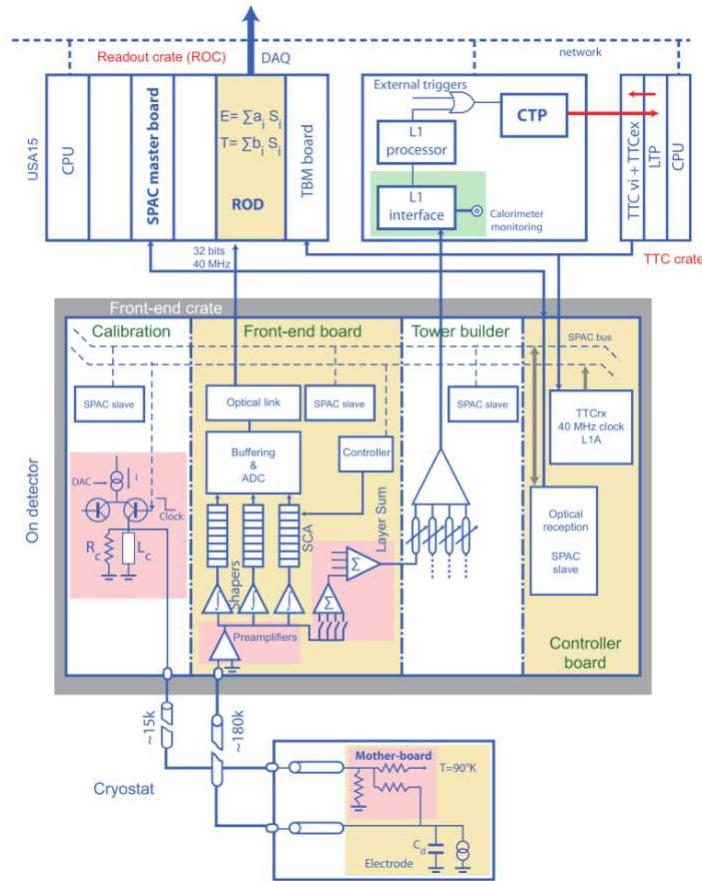 Readout crate (ROC)
DAQ
network
USA15
CPU
SPAC master board
E= ∑aᵢ Sᵢ
T= ∑bᵢ Sᵢ
ROD
TBM board
External triggers
CTP
L1
processor
L1
interface
Calorimeter
monitoring
TTC vi + TTCex
LTP
CPU
TTC crate
32 bits
40 MHz
Front-end crate
On detector
Calibration
Front-end board
Tower builder
SPAC bus
SPAC slave
Optical link
SPAC slave
SPAC slave
TTCrx
40 MHz clock
L1A
Buffering
&
ADC
Controller
DAC
I
Clock
R_c
L_c
SCA
Layer Sum
Shapers
Σ
Σ
Optical
reception
SPAC
slave
Preamplifiers
Controller
board
~15k
~180k
Cryostat
Mother-board
T=90°K
C_d
Electrode